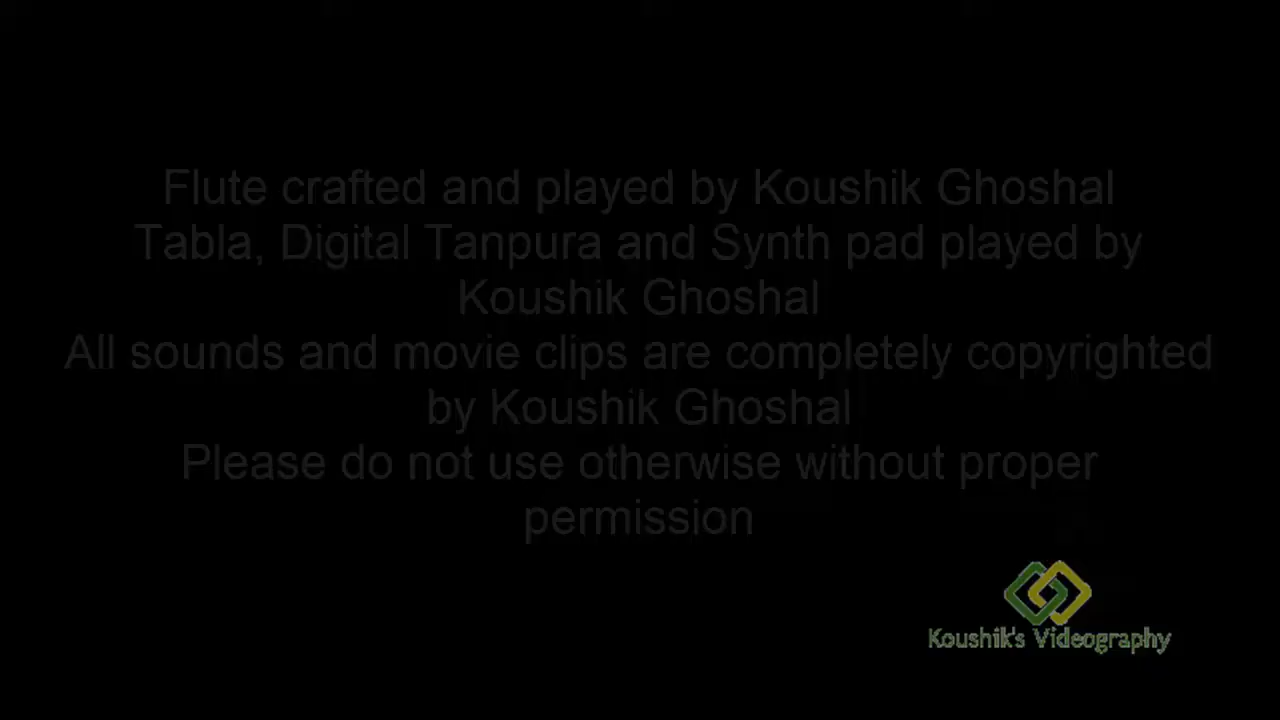 Flute crafted and played by Koushik Ghoshal
Tabla, Digital Tanpura and Synth pad played by
Koushik Ghoshal
All sounds and movie clips are completely copyrighted
by Koushik Ghoshal
Please do not use otherwise without proper
permission
Koushik's Videography